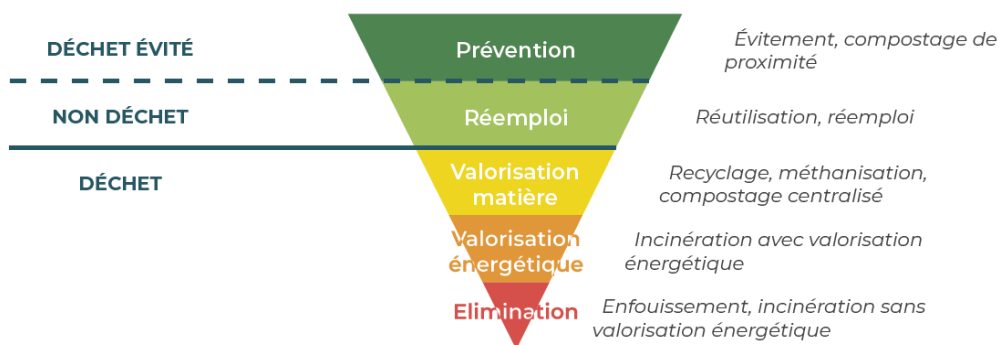 DÉCHET ÉVITÉ
Prévention
Évitement, compostage de
proximité
NON DÉCHET
Réemploi
Réutilisation, réemploi
DÉCHET
Valorisation
matière
Recyclage, méthanisation,
compostage centralisé
Valorisation
énergétique
Incinération avec valorisation
énergétique
Elimination
Enfouissement, incinération sans
valorisation énergétique